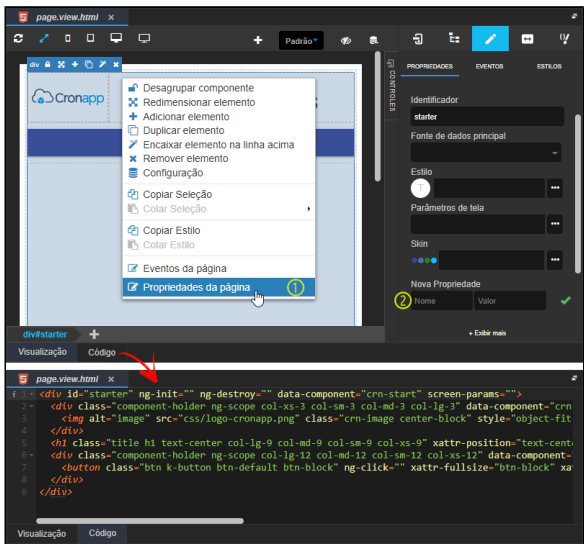 page.view.html ×
Padrão
div
PROPRIEDADES EVENTOS ESTILOS
CONTROLES
Cronapp
S
Desagrupar componente
Redimensionar elemento
Adicionar elemento
Duplicar elemento
Encaixar elemento na linha acima
Remover elemento
Configuração
Copiar Seleção
Colar Seleção
Copiar Estilo
Colar Estilo
Eventos da página
Propriedades da página 1
Identificador
starter
Fonte de dados principal
Estilo
T
Parâmetros de tela
Skin
Nova Propriedade
2 Nome Valor
+ Exibir mais
div#starter +
Visualização Código
page.view.html ×
i 1 <div id="starter" ng-init="" ng-destroy="" data-component="crn-start" screen-params="">
2 <div class="component-holder ng-scope col-xs-3 col-sm-3 col-md-3 col-lg-3" data-component="crn
3 <img alt="image" src="css/logo-cronapp.png" class="crn-image center-block" style="object-fit
4 </div>
5 <h1 class="title h1 text-center col-lg-9 col-md-9 col-sm-9 col-xs-9" xattr-position="text-cent
6 <div class="component-holder ng-scope col-lg-12 col-md-12 col-sm-12 col-xs-12" data-component=
7 <button class="btn k-button btn-default btn-block" ng-click="" xattr-fullsize="btn-block" xa
8 </div>
9 </div>
Visualização Código